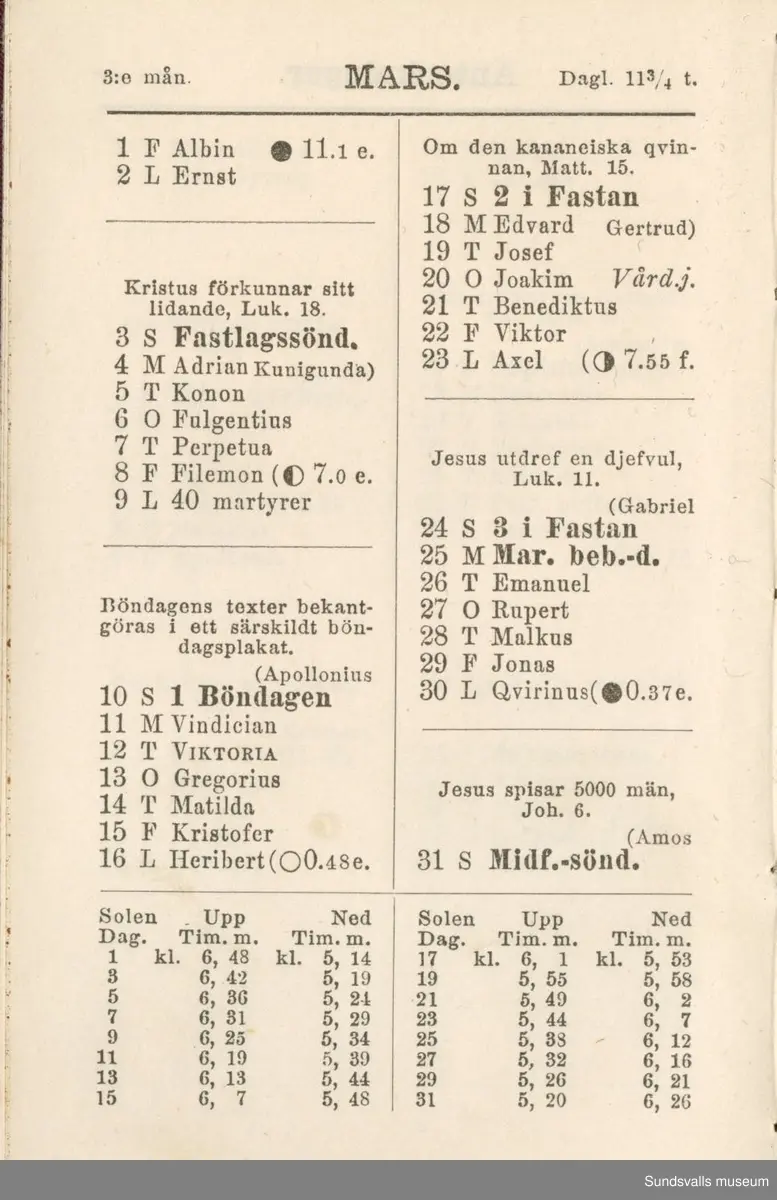 3:e mån. MARS. Dagl. 11¾ t.
1 F Albin ● 11.1 e.
2 L Ernst
Kristus förkunnar sitt
lidande, Luk. 18.
3 S Fastlagssönd.
4 M Adrian Kunigunda)
5 T Konon
6 O Fulgentius
7 T Perpetua
8 F Filemon (◐ 7.0 e.
9 L 40 martyrer
Böndagens texter bekant-
göras i ett särskildt bön-
dagsplakat.
(Apollonius
10 S 1 Böndagen
11 M Vindician
12 T VIKTORIA
13 O Gregorius
14 T Matilda
15 F Kristofer
16 L Heribert(○0.48e.
Om den kananeiska qvin-
nan, Matt. 15.
17 S 2 i Fastan
18 M Edvard Gertrud)
19 T Josef
20 O Joakim Vård.j.
21 T Benediktus
22 F Viktor
23 L Axel (◑ 7.55 f.
Jesus utdref en djefvul,
Luk. 11.
(Gabriel
24 S 3 i Fastan
25 M Mar. beb.-d.
26 T Emanuel
27 O Rupert
28 T Malkus
29 F Jonas
30 L Qvirinus(●0.37e.
Jesus spisar 5000 män,
Joh. 6.
(Amos
31 S Midf.-sönd.
Solen Upp Ned
Dag. Tim. m. Tim. m.
1 kl. 6, 48 kl. 5, 14
3 6, 42 5, 19
5 6, 36 5, 24
7 6, 31 5, 29
9 6, 25 5, 34
11 6, 19 5, 39
13 6, 13 5, 44
15 6, 7 5, 48
Solen Upp Ned
Dag. Tim. m. Tim. m.
17 kl. 6, 1 kl. 5, 53
19 5, 55 5, 58
21 5, 49 6, 2
23 5, 44 6, 7
25 5, 38 6, 12
27 5, 32 6, 16
29 5, 26 6, 21
31 5, 20 6, 26
Sundsvalls museum